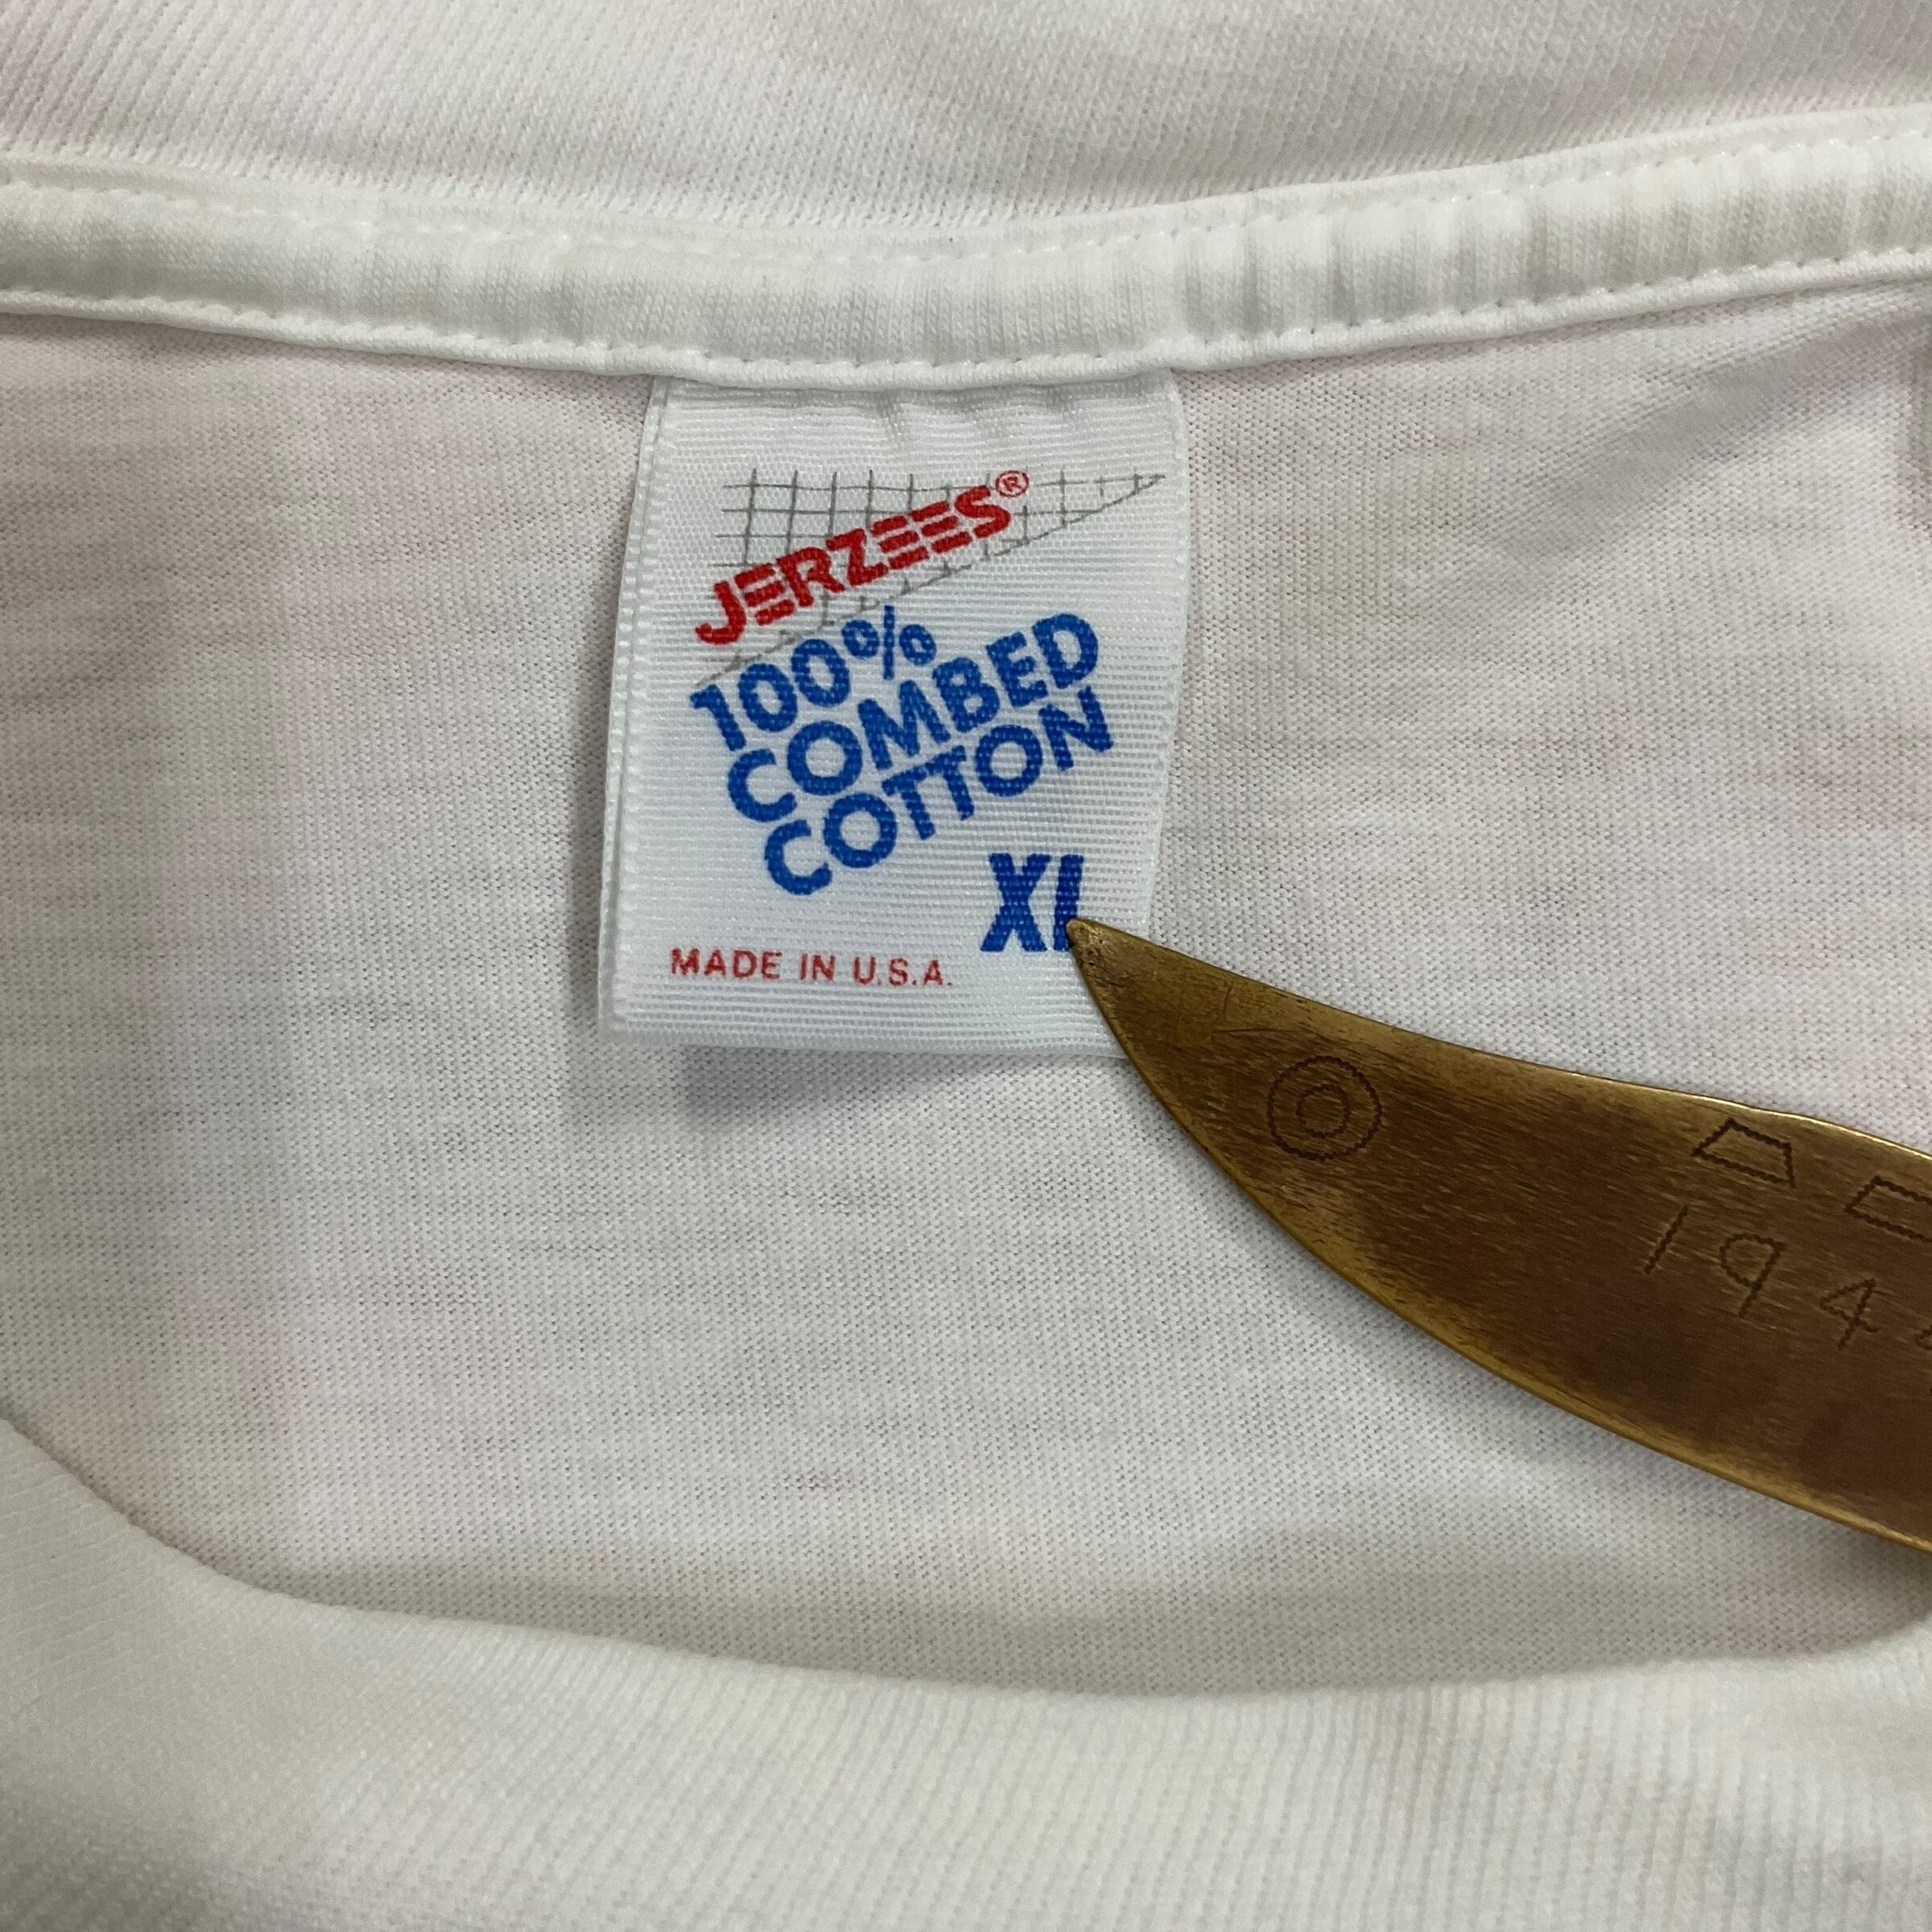 JERZEES®
100%
COMBED
COTTON
XL
MADE IN U.S.A.